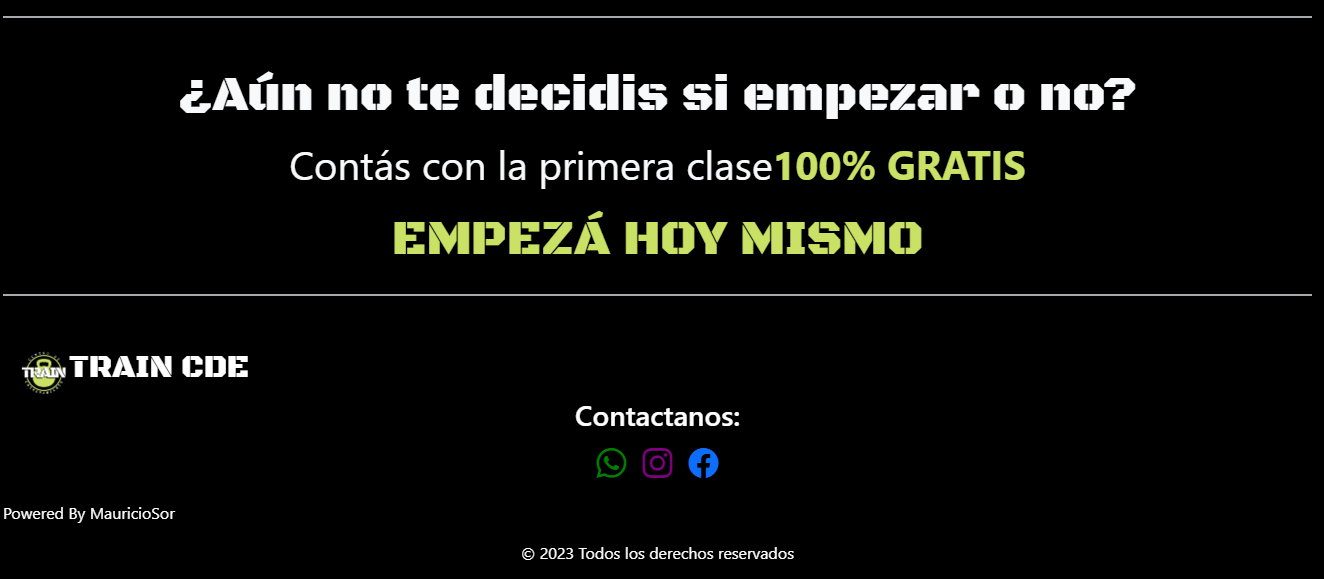 ¿Aún no te decidis si empezar o no?
Contás con la primera clase100% GRATIS
EMPEZÁ HOY MISMO
TRAIN
TRAIN CDE
Contactanos:
Powered By MauricioSor
© 2023 Todos los derechos reservados